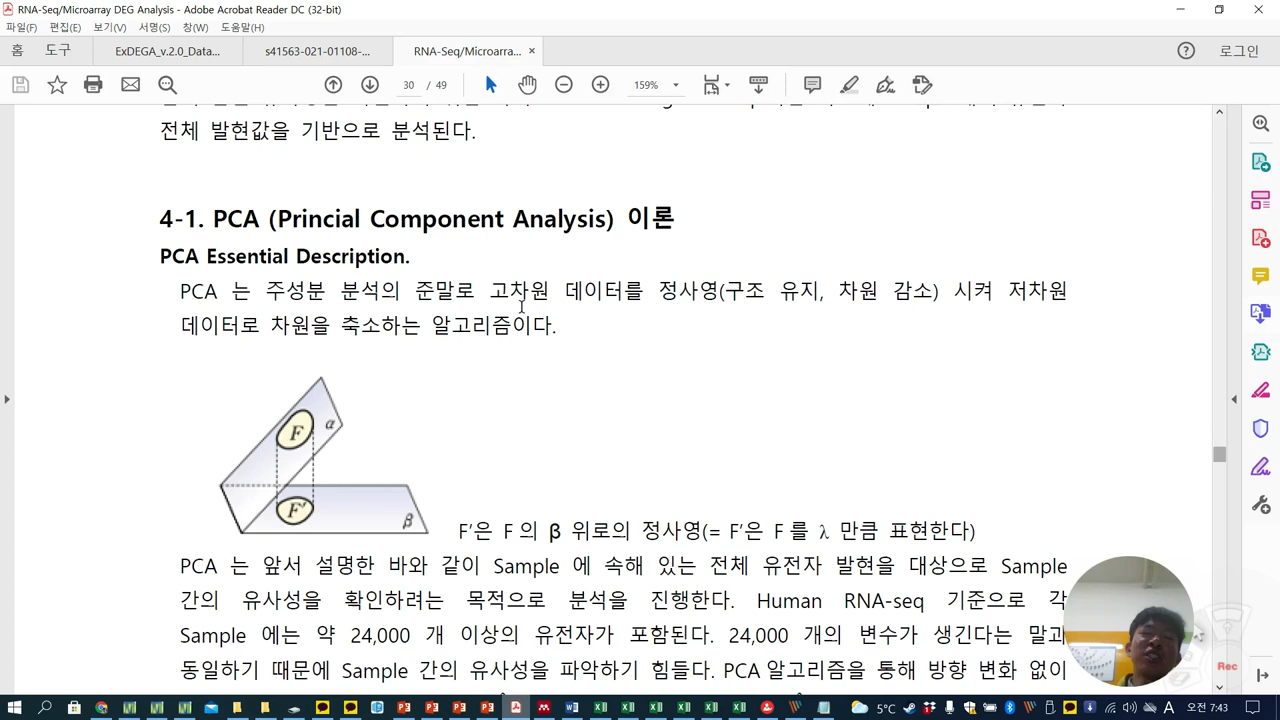 RNA-Seq/Microarray DEG Analysis - Adobe Acrobat Reader DC (32-bit)
파일(F) 편집(E) 보기(V) 서명(S) 창(W) 도움말(H)
홈 도구 ExDEGA_v.2.0_Data... s41563-021-01108-... RNA-Seq/Microarra... × 로그인
30 / 49 159%
전체 발현값을 기반으로 분석된다.
4-1. PCA (Princial Component Analysis) 이론
PCA Essential Description.
PCA 는 주성분 분석의 준말로 고차원 데이터를 정사영(구조 유지, 차원 감소) 시켜 저차원
데이터로 차원을 축소하는 알고리즘이다.
F α
F' β
F'은 F 의 β 위로의 정사영(= F'은 F 를 λ 만큼 표현한다)
PCA 는 앞서 설명한 바와 같이 Sample 에 속해 있는 전체 유전자 발현을 대상으로 Sample
간의 유사성을 확인하려는 목적으로 분석을 진행한다. Human RNA-seq 기준으로 각
Sample 에는 약 24,000 개 이상의 유전자가 포함된다. 24,000 개의 변수가 생긴다는 말과
동일하기 때문에 Sample 간의 유사성을 파악하기 힘들다. PCA 알고리즘을 통해 방향 변화 없이
Rec
5°C A 오전 7:43